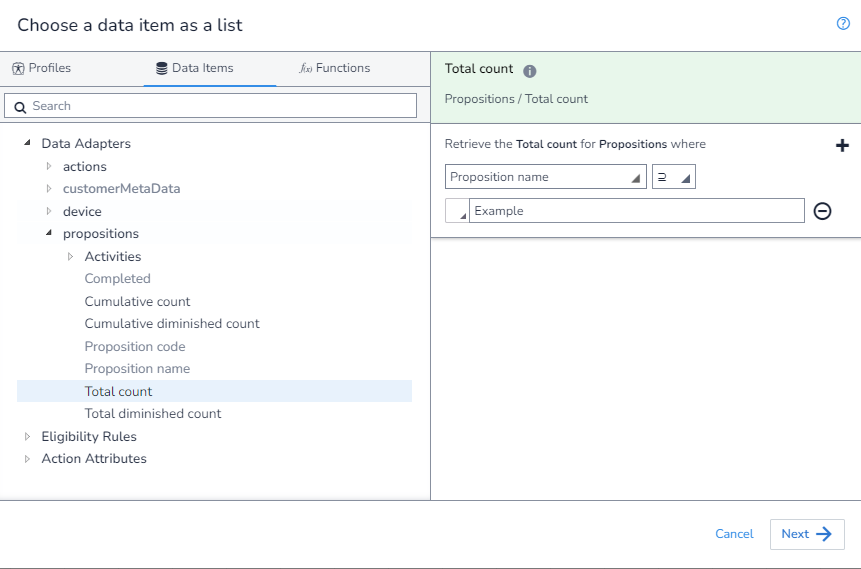 Choose a data item as a list
Profiles
Data Items
f(x) Functions
Search
Data Adapters
actions
customerMetaData
device
propositions
Activities
Completed
Cumulative count
Cumulative diminished count
Proposition code
Proposition name
Total count
Total diminished count
Eligibility Rules
Action Attributes
Total count
Propositions / Total count
Retrieve the Total count for Propositions where
Proposition name ⊇
Example
Cancel
Next